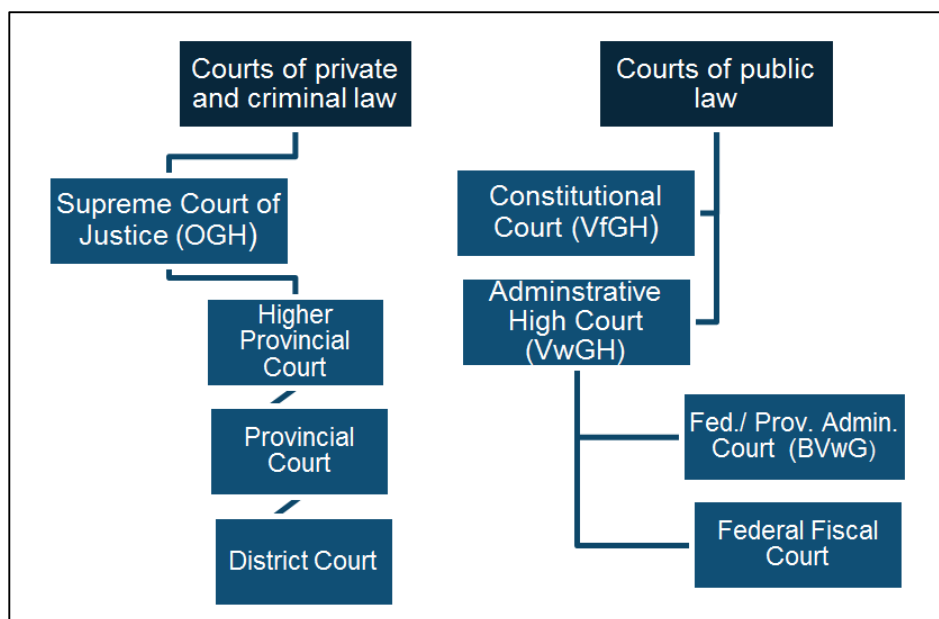 Courts of private
and criminal law
Supreme Court of
Justice (OGH)
Higher
Provincial
Court
Provincial
Court
District Court
Courts of public
law
Constitutional
Court (VfGH)
Adminstrative
High Court
(VwGH)
Fed./ Prov. Admin.
Court (BVwG)
Federal Fiscal
Court